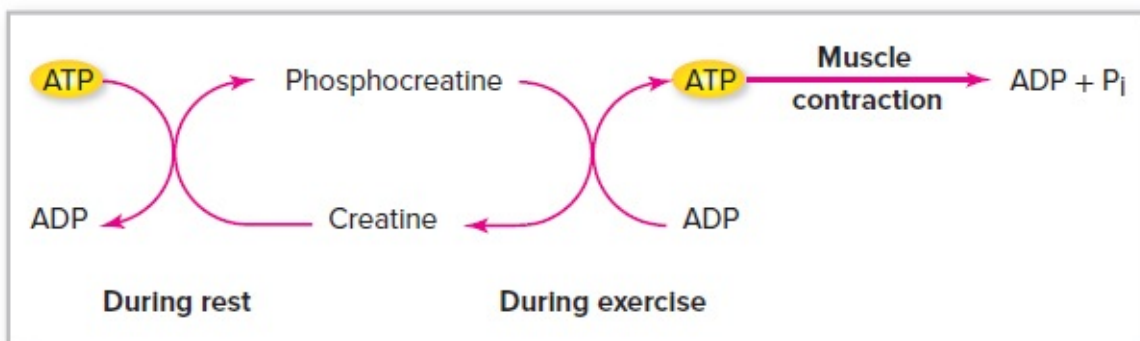 ATP
Phosphocreatine
ATP
Muscle
contraction
ADP + Pi
ADP
Creatine
ADP
During rest
During exercise